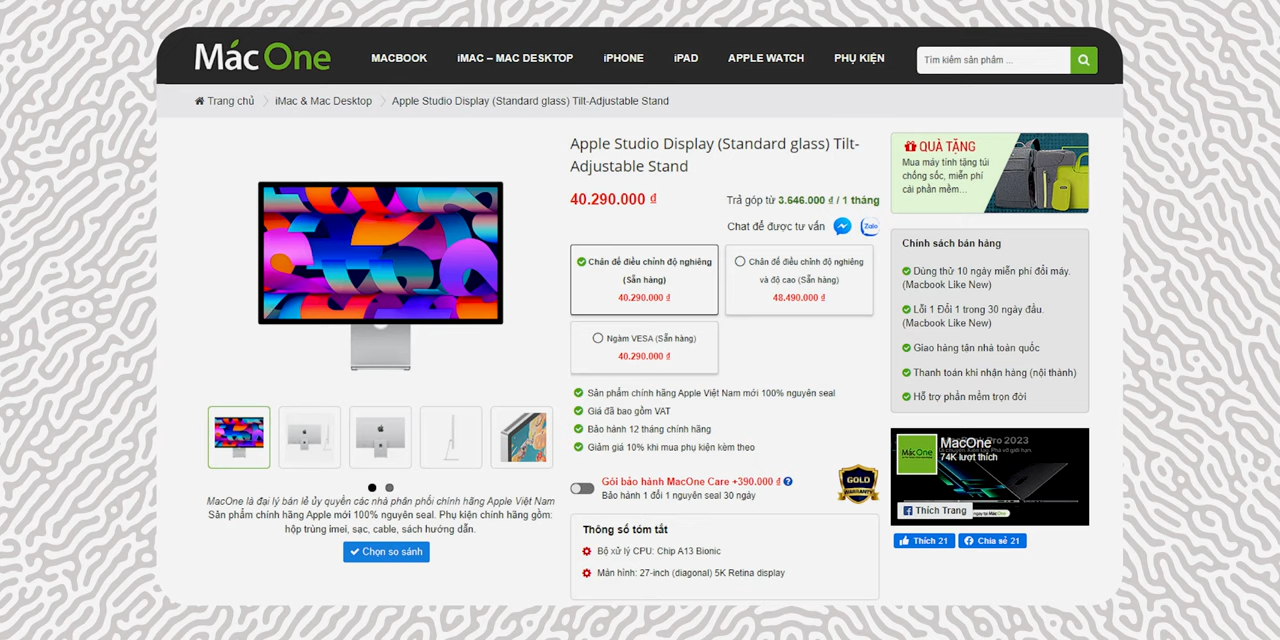 Mác One
MACBOOK
iMAC – MAC DESKTOP
iPHONE
iPAD
APPLE WATCH
PHỤ KIỆN
Tìm kiếm sản phẩm ...
Trang chủ
iMac & Mac Desktop
Apple Studio Display (Standard glass) Tilt-Adjustable Stand
Apple Studio Display (Standard glass) Tilt-
Adjustable Stand
40.290.000 ₫
Trả góp từ 3.646.000 ₫ / 1 tháng
Chat để được tư vấn
Zalo
Chân đế điều chỉnh độ nghiêng
(Sẵn hàng)
40.290.000 ₫
Chân đế điều chỉnh độ nghiêng
và độ cao (Sẵn hàng)
48.490.000 ₫
Ngàm VESA (Sẵn hàng)
40.290.000 ₫
Sản phẩm chính hãng Apple Việt Nam mới 100% nguyên seal
Giá đã bao gồm VAT
Bảo hành 12 tháng chính hãng
Giảm giá 10% khi mua phụ kiện kèm theo
Gói bảo hành MacOne Care +390.000 ₫
Bảo hành 1 đổi 1 nguyên seal 30 ngày
GOLD
WARRANTY
Thông số tóm tắt
Bộ xử lý CPU: Chip A13 Bionic
Màn hình: 27-inch (diagonal) 5K Retina display
MacOne là đại lý bán lẻ ủy quyền các nhà phân phối chính hãng Apple Việt Nam
Sản phẩm chính hãng Apple mới 100% nguyên seal. Phụ kiện chính hãng gồm:
hộp trùng imei, sạc, cable, sách hướng dẫn.
Chọn so sánh
QUÀ TẶNG
Mua máy tính tặng túi
chống sốc, miễn phí
cài phần mềm...
Chính sách bán hàng
Dùng thử 10 ngày miễn phí đổi máy.
(Macbook Like New)
Lỗi 1 Đổi 1 trong 30 ngày đầu.
(Macbook Like New)
Giao hàng tận nhà toàn quốc
Thanh toán khi nhận hàng (nội thành)
Hỗ trợ phần mềm trọn đời
Mác One
MacOne
Pro 2023
74K lượt thích
Thích Trang
Thích 21
Chia sẻ 21